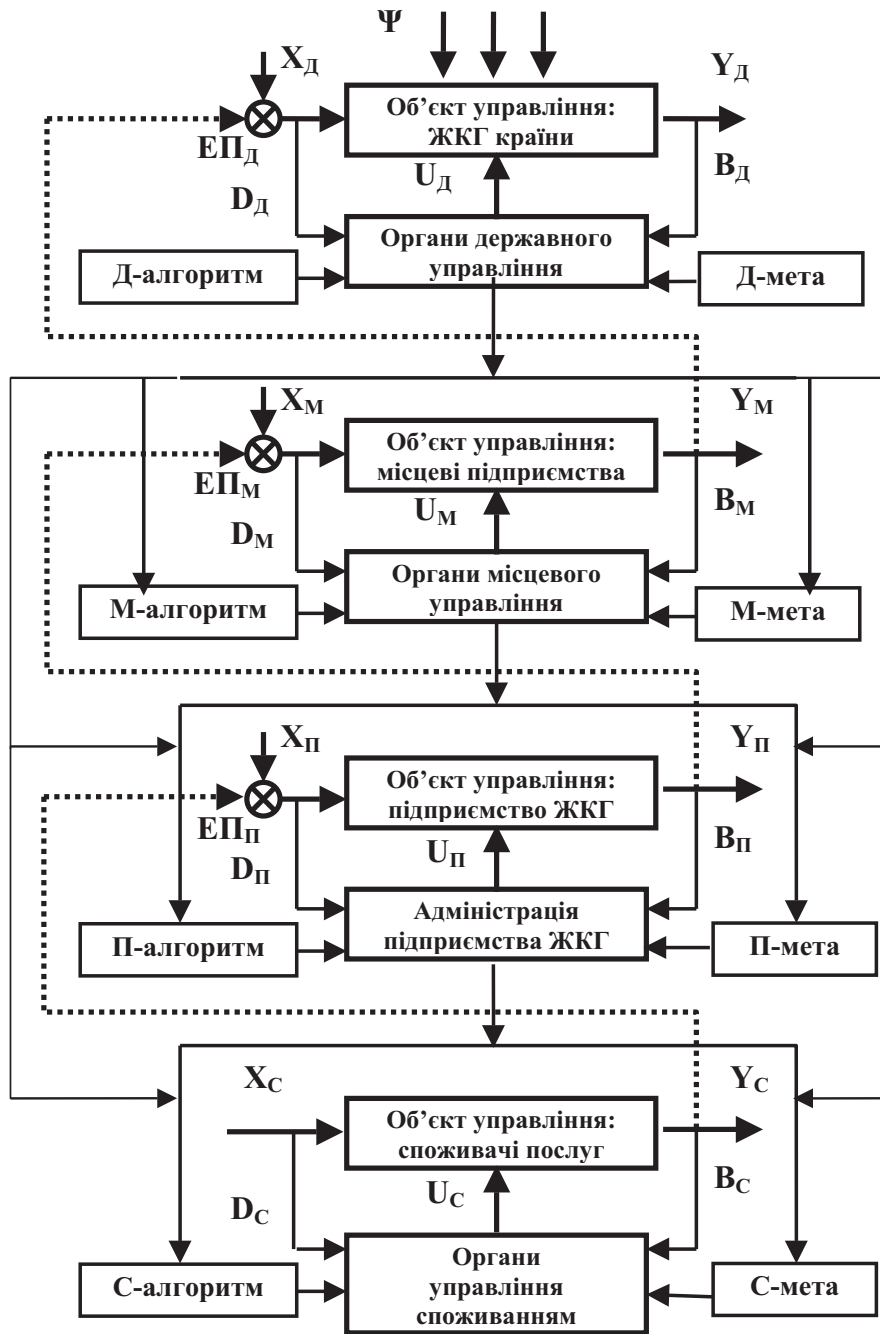 Ψ
XД
YД
Об’єкт управління:
ЖКГ країни
ЕПД
UД
BД
DД
Органи державного
управління
Д-алгоритм
Д-мета
XМ
YМ
Об’єкт управління:
місцеві підприємства
ЕПМ
UМ
BМ
DМ
Органи місцевого
управління
М-алгоритм
М-мета
XП
YП
Об’єкт управління:
підприємство ЖКГ
ЕПП
UП
BП
DП
Адміністрація
підприємства ЖКГ
П-алгоритм
П-мета
XС
YС
Об’єкт управління:
споживачі послуг
UС
BС
DС
Органи
управління
споживанням
С-алгоритм
С-мета